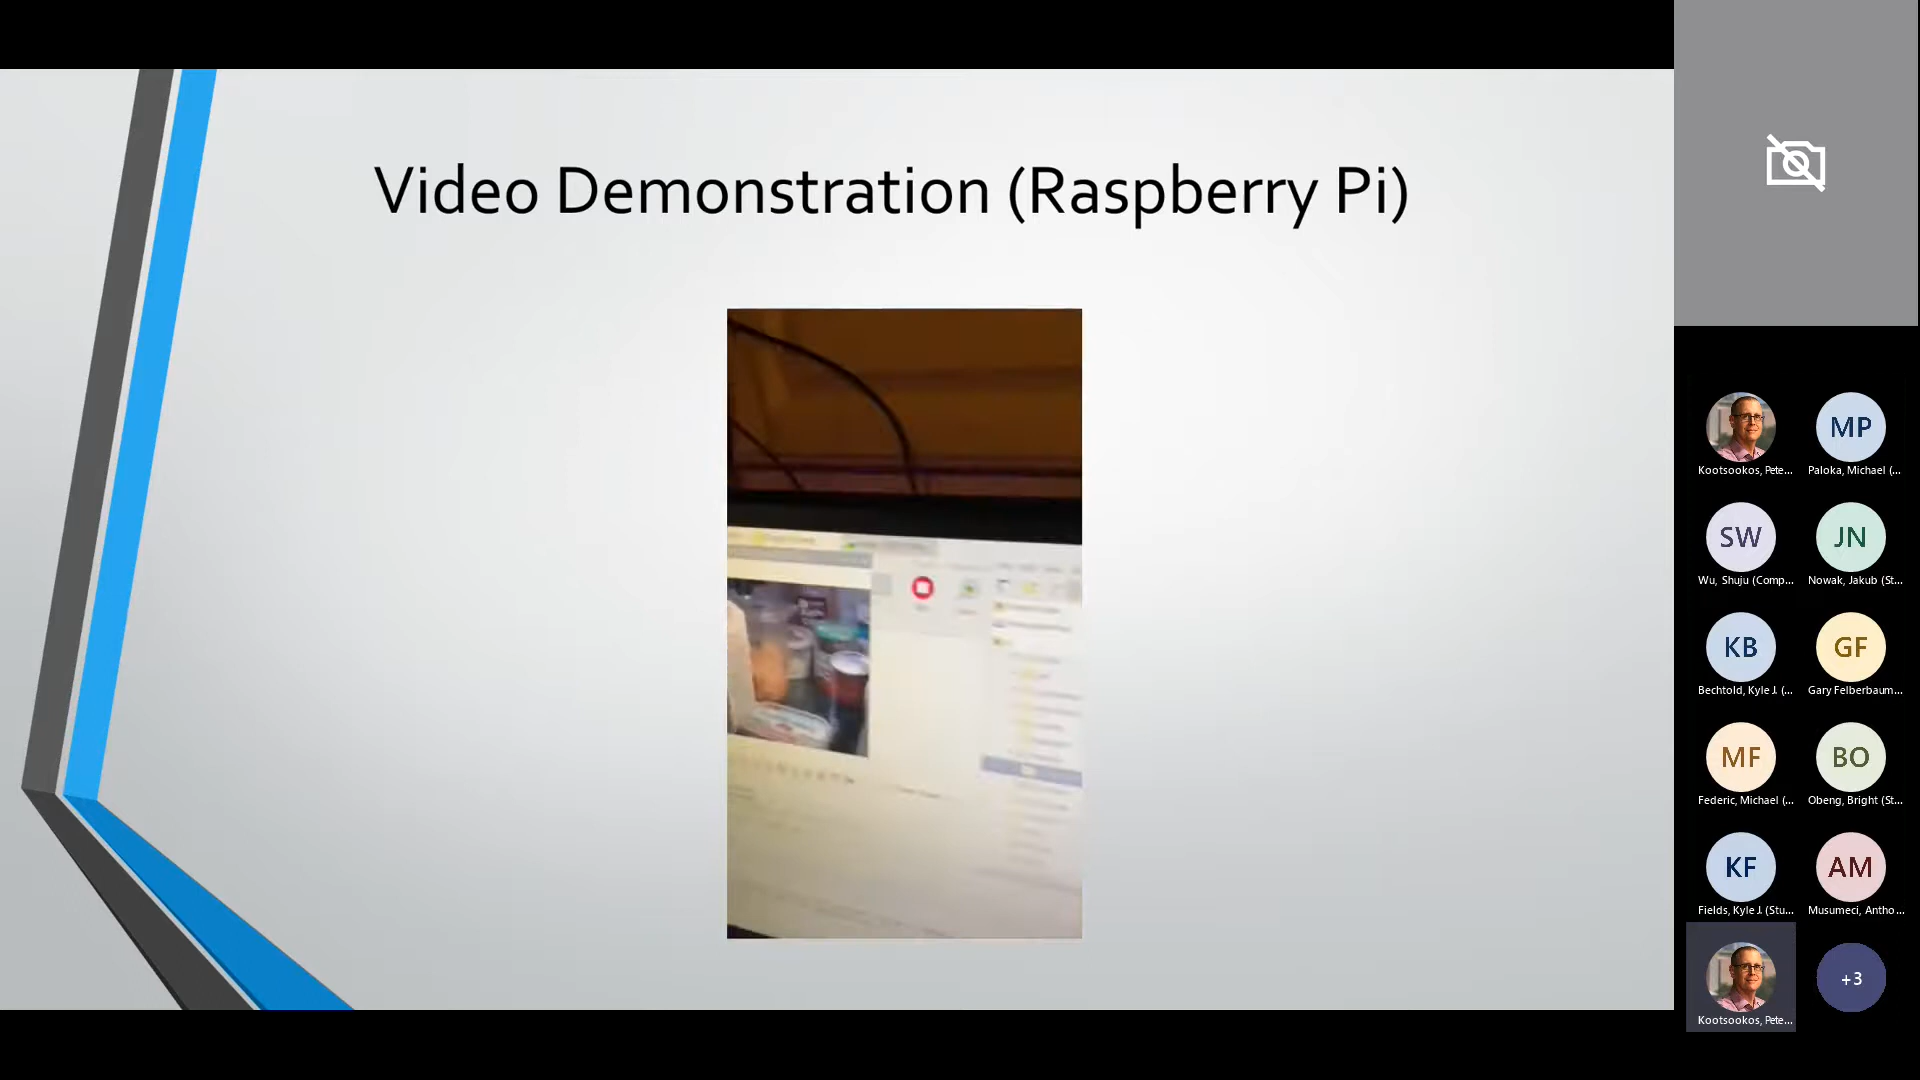 Video Demonstration (Raspberry Pi)
Kootsookos, Pete...
MP
Paloka, Michael (...
SW
Wu, Shuju (Comp...
JN
Nowak, Jakub (St...
KB
Bechtold, Kyle J. (...
GF
Gary Felberbaum...
MF
Federic, Michael (...
BO
Obeng, Bright (St...
KF
Fields, Kyle J. (Stu...
AM
Musumeci, Antho...
Kootsookos, Pete...
+3